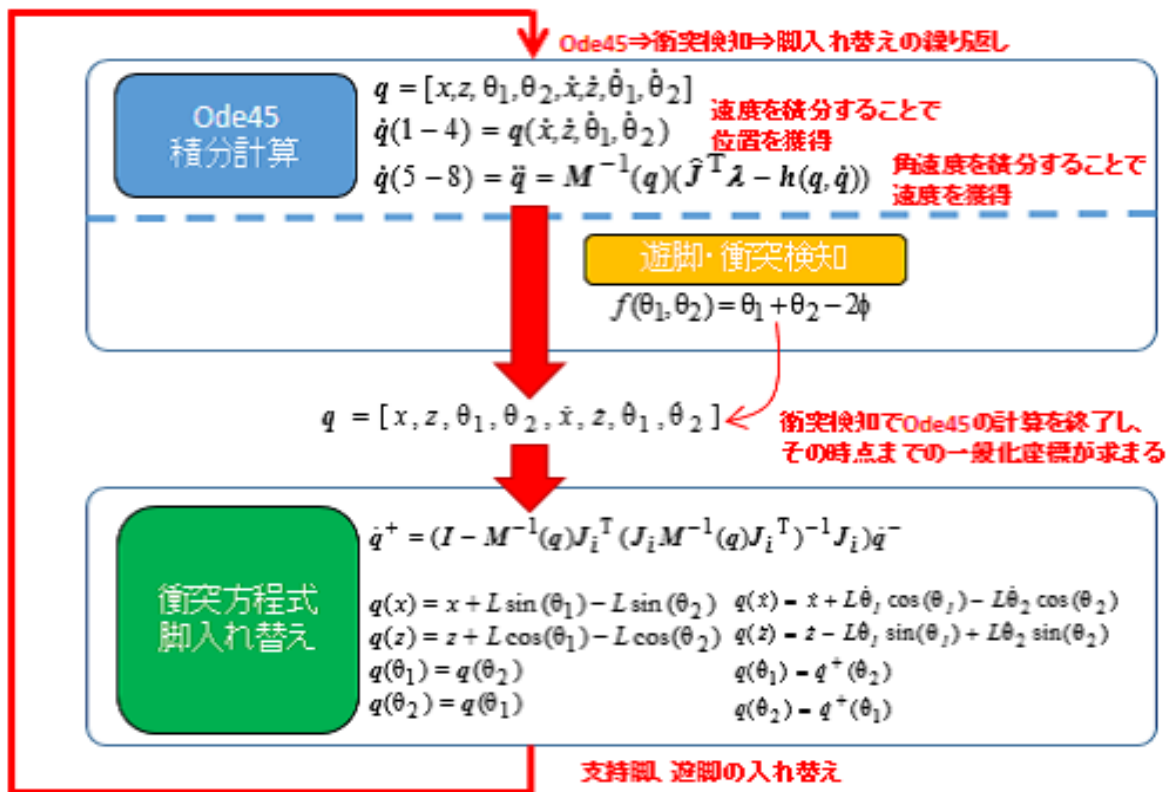 Ode45⇒衝突検知⇒脚入れ替えの繰り返し
Ode45
積分計算
q = [x,z,θ₁,θ₂,ẋ,ż,θ̇₁,θ̇₂]
q̇(1−4) = q(ẋ,ż,θ̇₁,θ̇₂)
速度を積分することで
位置を獲得
q̇(5−8) = q̈ = M⁻¹(q)(Ĵᵀλ − h(q,q̇))
角速度を積分することで
速度を獲得
遊脚・衝突検知
f(θ₁,θ₂) = θ₁ + θ₂ − 2ϕ
q = [x,z,θ₁,θ₂,ẋ,ż,θ̇₁,θ̇₂]
衝突検知でOde45の計算を終了し、
その時点までの一般化座標が求まる
衝突方程式
脚入れ替え
q̇⁺ = (I − M⁻¹(q)Jᵢᵀ(JᵢM⁻¹(q)Jᵢᵀ)⁻¹Jᵢ)q̇⁻
q(x) = x + L sin(θ₁) − L sin(θ₂)
q(z) = z + L cos(θ₁) − L cos(θ₂)
q(θ₁) = q(θ₂)
q(θ₂) = q(θ₁)
q(ẋ) = ẋ + Lθ̇₁ cos(θ₁) − Lθ̇₂ cos(θ₂)
q(ż) = ż − Lθ̇₁ sin(θ₁) + Lθ̇₂ sin(θ₂)
q(θ̇₁) = q̇⁺(θ̇₂)
q(θ̇₂) = q̇⁺(θ̇₁)
支持脚、遊脚の入れ替え